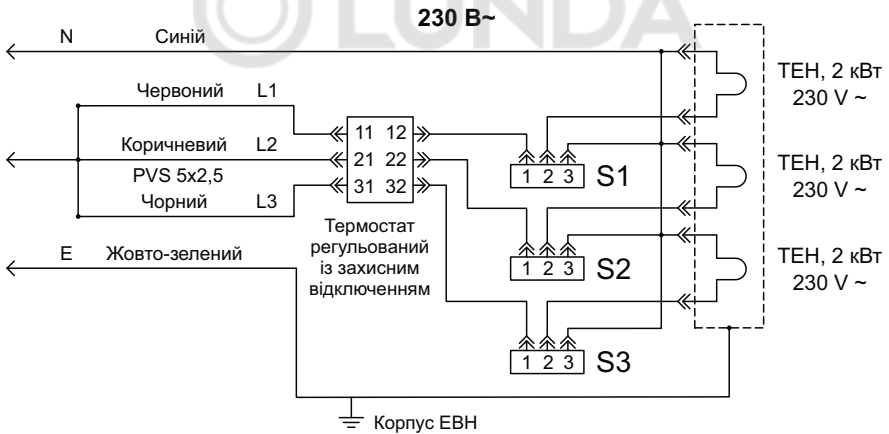 LUNDA
230 В~
N Синій
Червоний L1
Коричневий L2
PVS 5x2,5
Чорний L3
E Жовто-зелений
11 12
21 22
31 32
Термостат
регульований
із захисним
відключенням
1 2 3 S1
1 2 3 S2
1 2 3 S3
ТЕН, 2 кВт
230 V ~
ТЕН, 2 кВт
230 V ~
ТЕН, 2 кВт
230 V ~
Корпус ЕВН